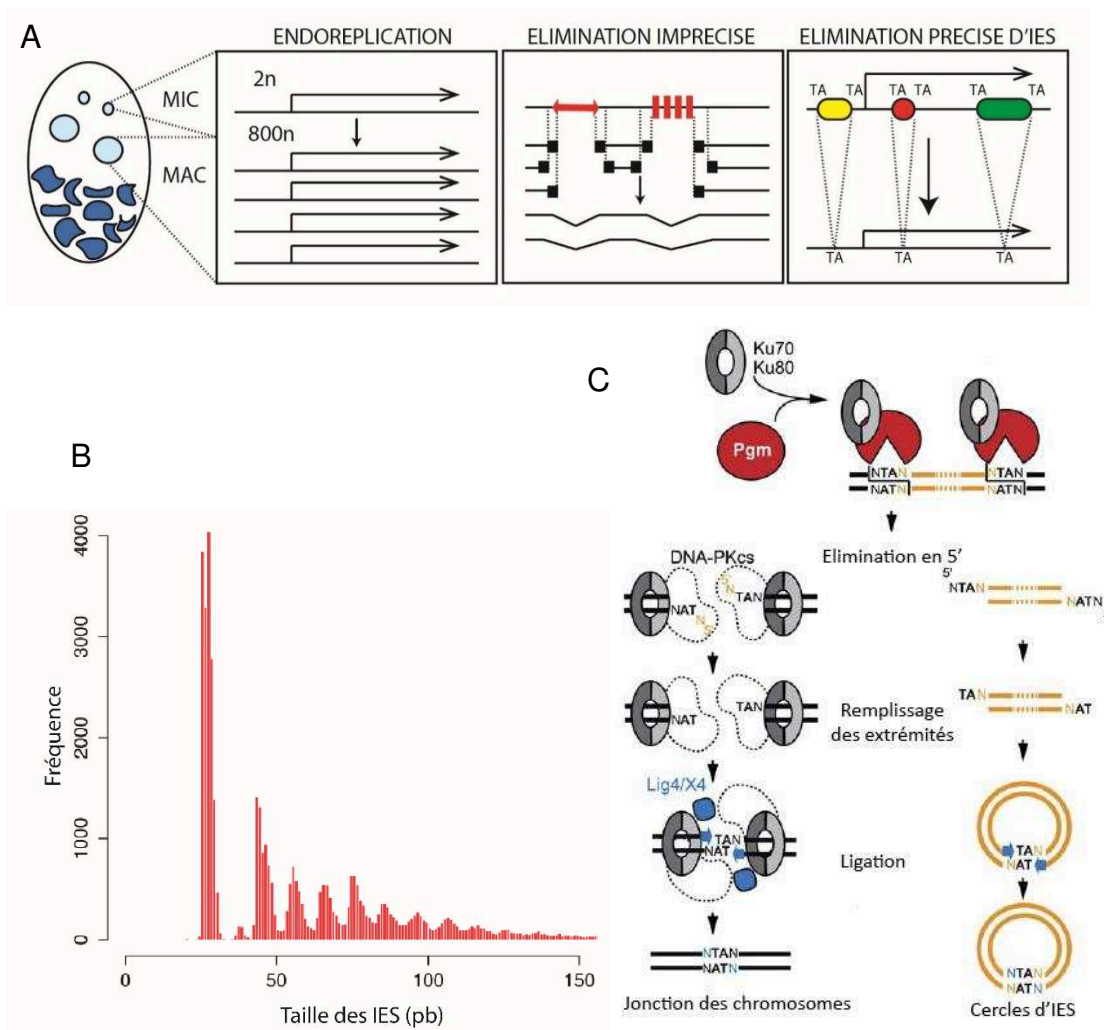 A
ENDOREPLICATION
ELIMINATION IMPRECISE
ELIMINATION PRECISE D'IES
MIC
MAC
2n
800n
TA TA TA TA TA TA
TA TA TA
B
Fréquence
4000
3000
2000
1000
0
0 50 100 150
Taille des IES (pb)
C
Ku70
Ku80
Pgm
NTAN NTAN
NATN NATN
Elimination en 5'
DNA-PKcs
5'
NTAN
NATN
NAT N 5'
5' N TAN
TAN
NAT
NAT TAN
Remplissage
des extrémités
Lig4/X4
TAN
NAT
Ligation
TAN
NAT
NTAN
NATN
Jonction des chromosomes
NTAN
NATN
Cercles d'IES